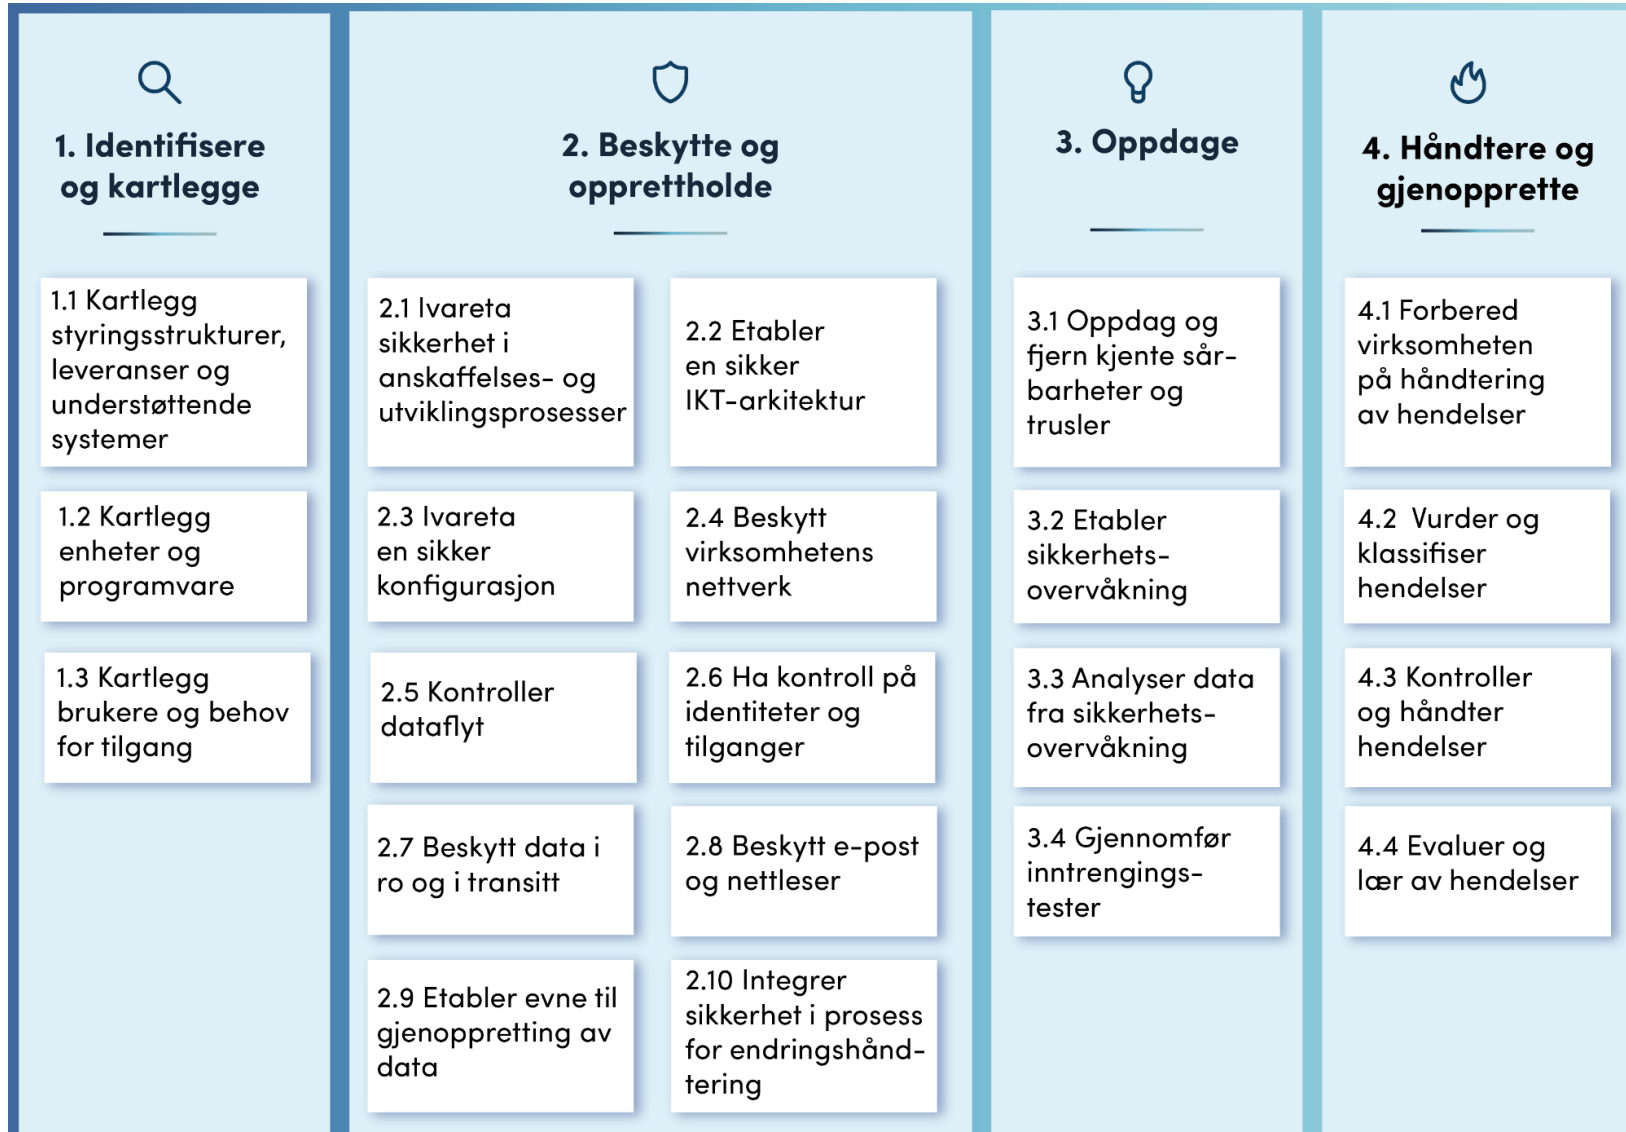 1. Identifisere
og kartlegge
1.1 Kartlegg
styringsstrukturer,
leveranser og
understøttende
systemer
1.2 Kartlegg
enheter og
programvare
1.3 Kartlegg
brukere og behov
for tilgang
2. Beskytte og
opprettholde
2.1 Ivareta
sikkerhet i
anskaffelses- og
utviklingsprosesser
2.2 Etabler
en sikker
IKT-arkitektur
2.3 Ivareta
en sikker
konfigurasjon
2.4 Beskytt
virksomhetens
nettverk
2.5 Kontroller
dataflyt
2.6 Ha kontroll på
identiteter og
tilganger
2.7 Beskytt data i
ro og i transitt
2.8 Beskytt e-post
og nettleser
2.9 Etabler evne til
gjenoppretting av
data
2.10 Integrer
sikkerhet i prosess
for endringshånd-
tering
3. Oppdage
3.1 Oppdag og
fjern kjente sår-
barheter og
trusler
3.2 Etabler
sikkerhets-
overvåkning
3.3 Analyser data
fra sikkerhets-
overvåkning
3.4 Gjennomfør
inntrengings-
tester
4. Håndtere og
gjenopprette
4.1 Forbered
virksomheten
på håndtering
av hendelser
4.2 Vurder og
klassifiser
hendelser
4.3 Kontroller
og håndter
hendelser
4.4 Evaluer og
lær av hendelser